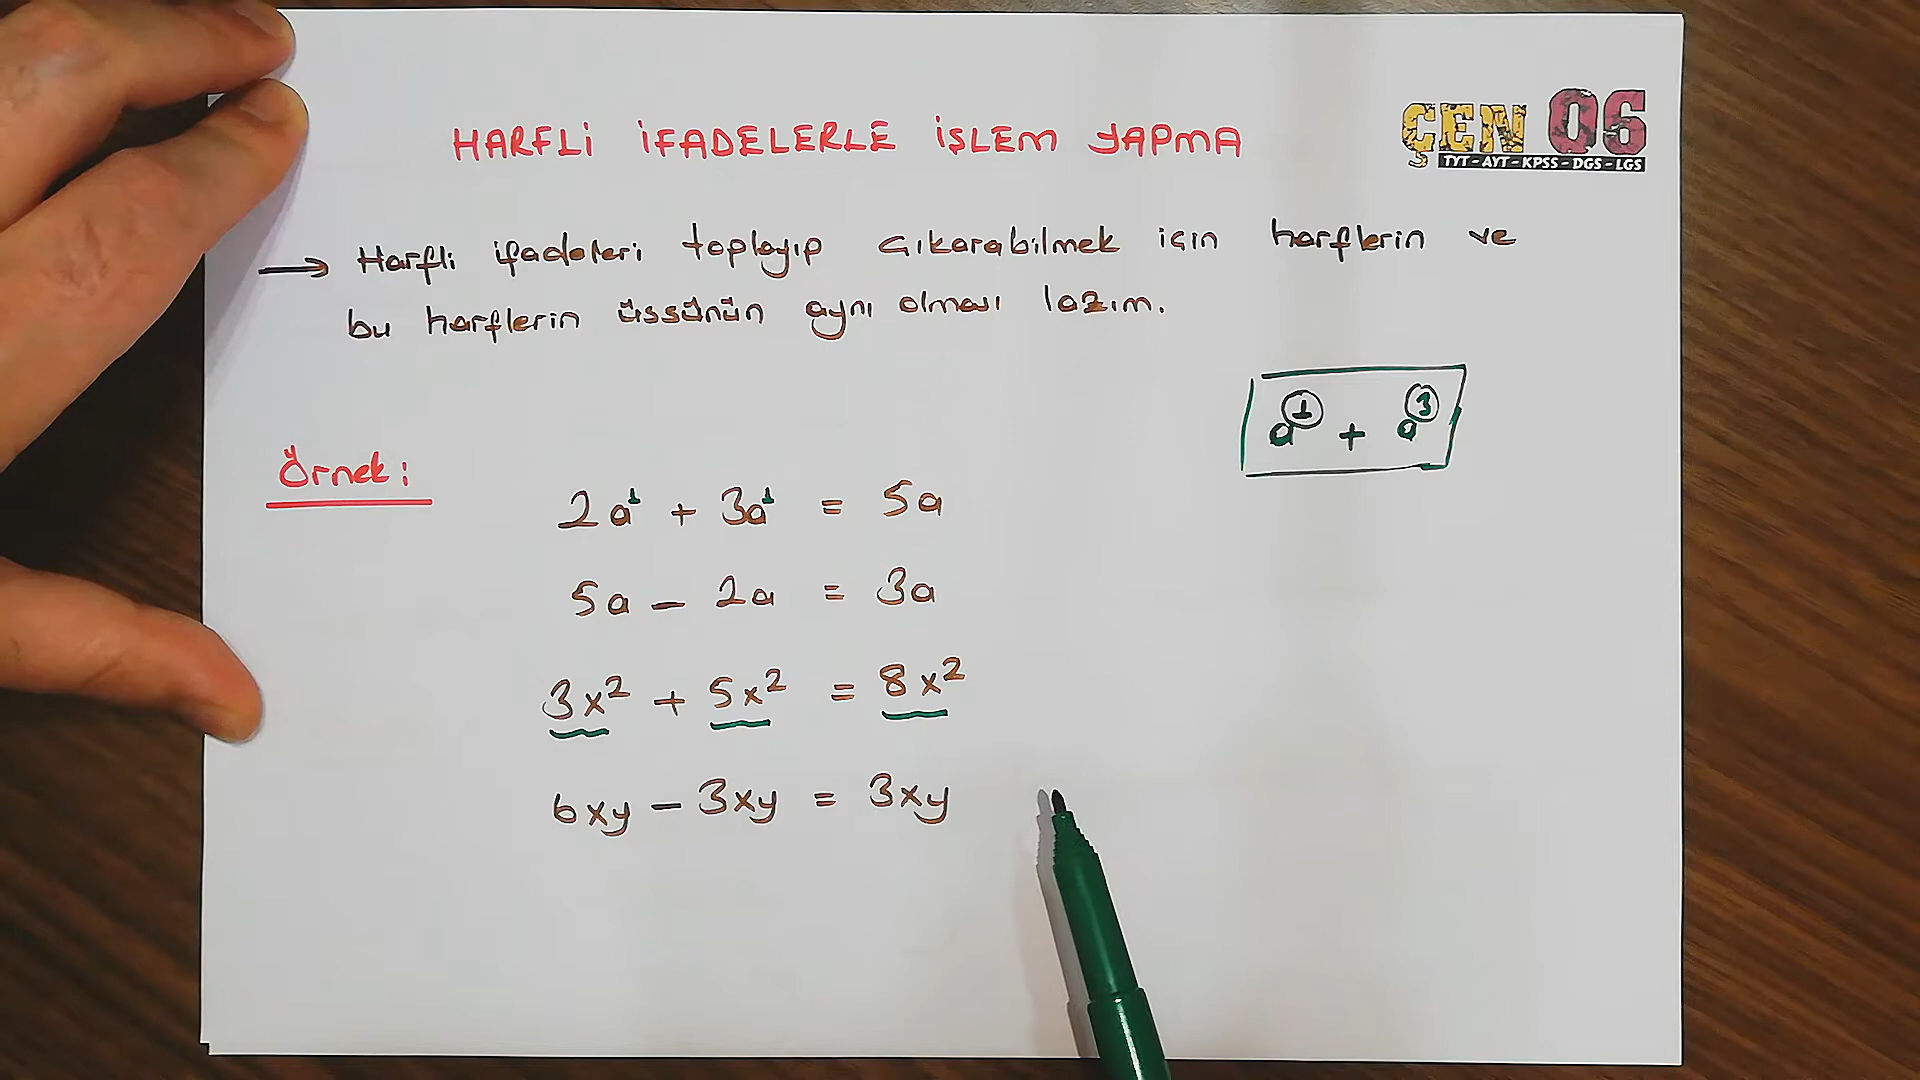 HARFLİ İFADELERLE İŞLEM YAPMA
ÇEN 06
TYT - AYT - KPSS - DGS - LGS
→ Harfli ifadeleri toplayıp çıkarabilmek için harflerin ve
bu harflerin üssünün aynı olması lazım.
a¹ + a³
Örnek:
2a¹ + 3a¹ = 5a
5a - 2a = 3a
3x² + 5x² = 8x²
6xy - 3xy = 3xy